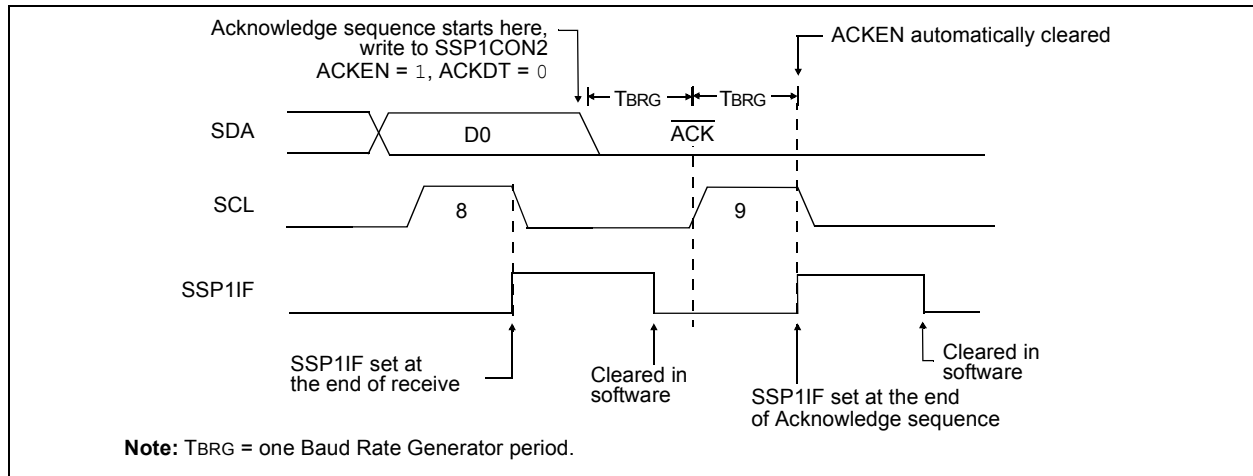 Acknowledge sequence starts here,
write to SSP1CON2
ACKEN = 1, ACKDT = 0
ACKEN automatically cleared
TBRG
TBRG
SDA
D0
ACK
SCL
8
9
SSP1IF
SSP1IF set at
the end of receive
Cleared in
software
SSP1IF set at the end
of Acknowledge sequence
Cleared in
software
Note: TBRG = one Baud Rate Generator period.